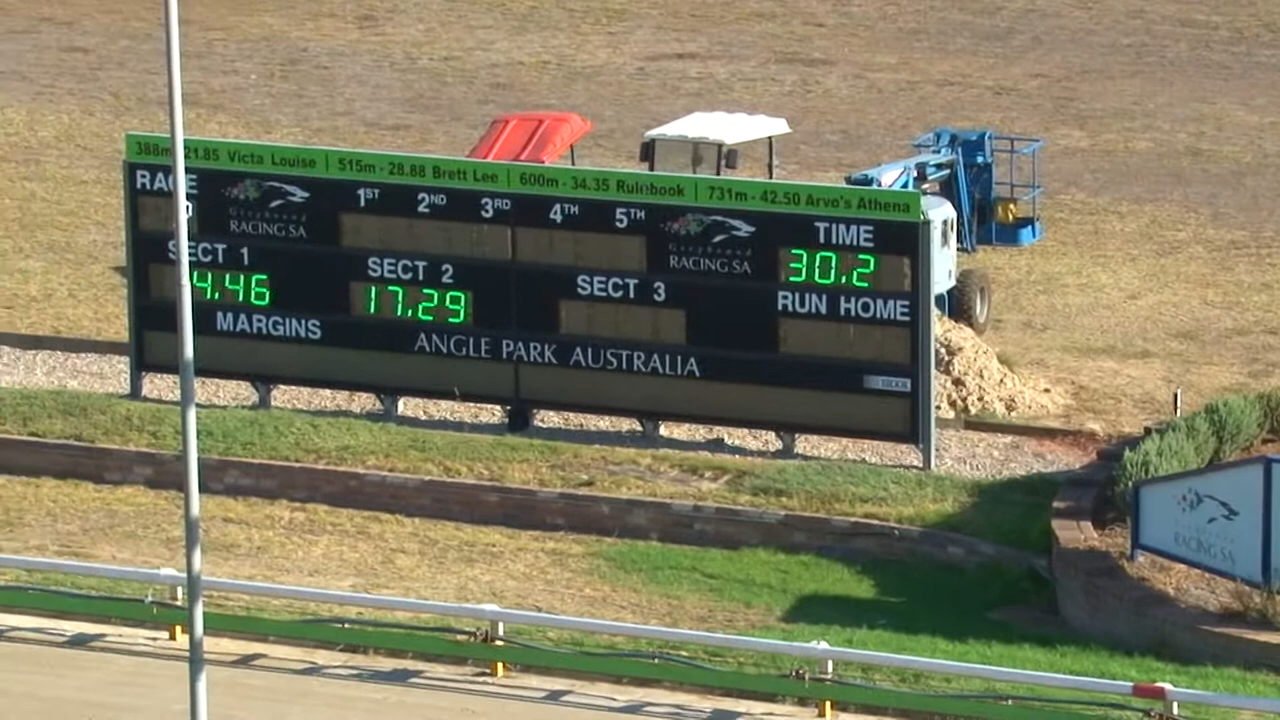 388m - 21.85 Victa Louise | 515m - 28.88 Brett Lee | 600m - 34.35 Rulebook | 731m - 42.50 Arvo's Athena
RACE
Greyhound
RACING SA
1ST 2ND 3RD 4TH 5TH
Greyhound
RACING SA
TIME
30.2
SECT 1
4.46
SECT 2
17.29
SECT 3
RUN HOME
MARGINS
ANGLE PARK AUSTRALIA
RACING SA